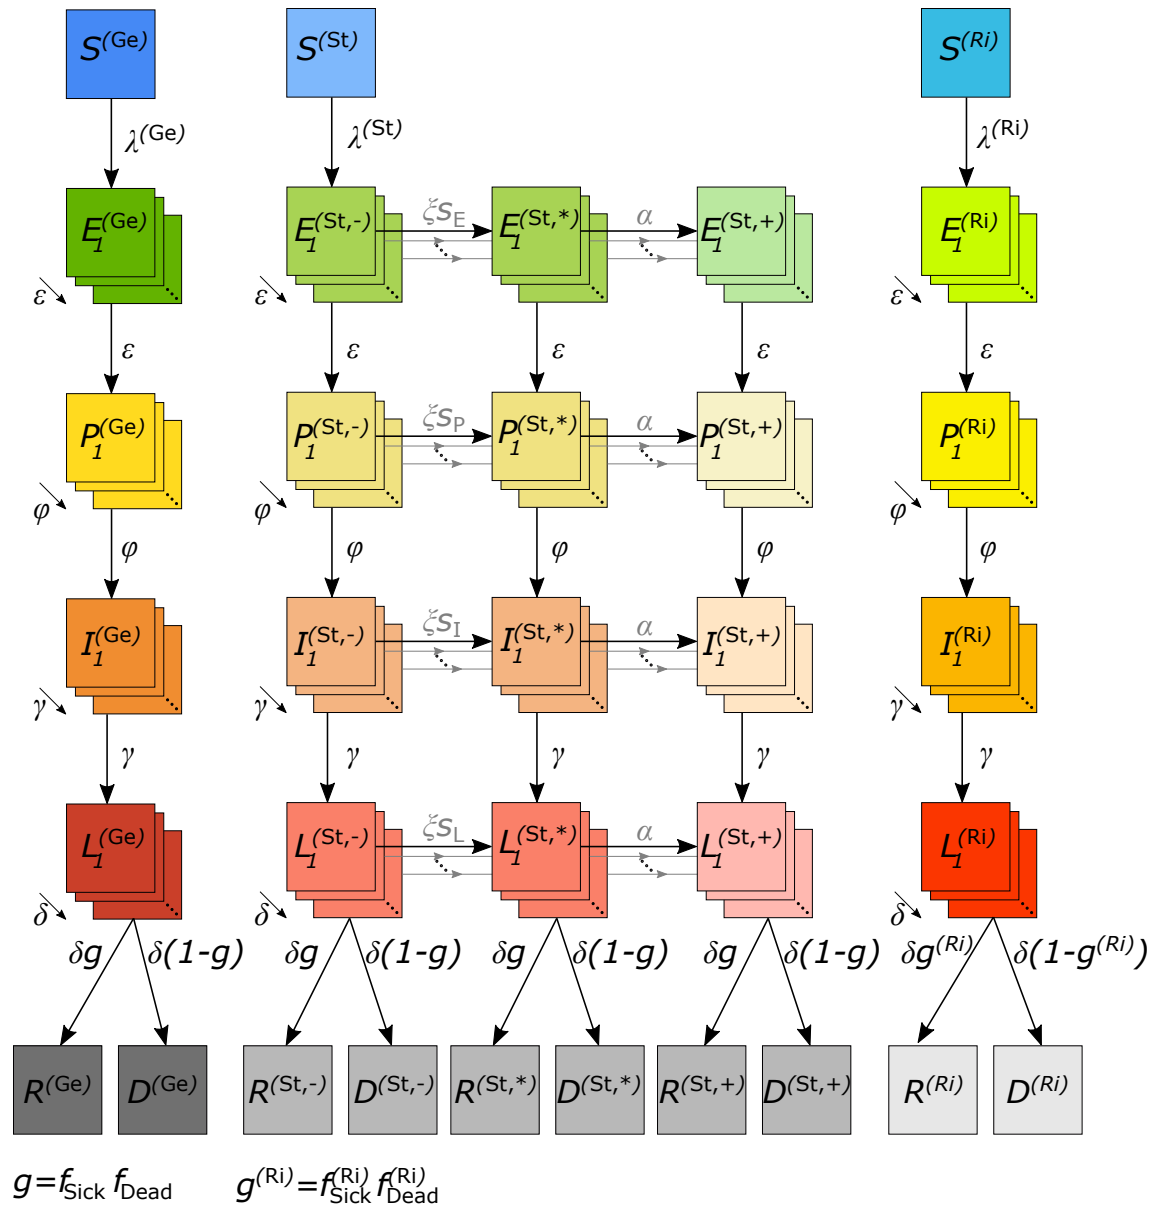 S(Ge) S(St) S(Ri)
λ(Ge) λ(St) λ(Ri)
E1(Ge) E1(St,-) ξsE E1(St,*) α E1(St,+) E1(Ri)
ε ε ε
ε ε ε ε ε
P1(Ge) P1(St,-) ξsP P1(St,*) α P1(St,+) P1(Ri)
φ φ φ
φ φ φ φ φ
I1(Ge) I1(St,-) ξsI I1(St,*) α I1(St,+) I1(Ri)
γ γ γ
γ γ γ γ γ
L1(Ge) L1(St,-) ξsL L1(St,*) α L1(St,+) L1(Ri)
δ δ δ
δg δ(1-g) δg δ(1-g) δg δ(1-g) δg δ(1-g) δg(Ri) δ(1-g(Ri))
R(Ge) D(Ge) R(St,-) D(St,-) R(St,*) D(St,*) R(St,+) D(St,+) R(Ri) D(Ri)
g=fSick fDead g(Ri)=fSick(Ri) fDead(Ri)